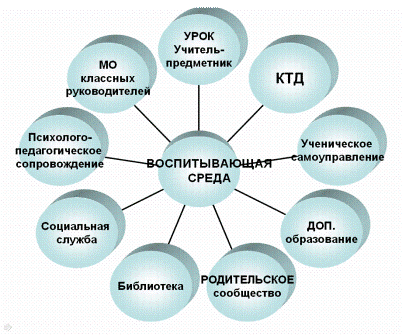 УРОК
Учитель-
предметник
КТД
Ученическое
самоуправление
ДОП.
образование
РОДИТЕЛЬСКОЕ
сообщество
Библиотека
Социальная
служба
Психолого-
педагогическое
сопровождение
МО
классных
руководителей
ВОСПИТЫВАЮЩАЯ
СРЕДА